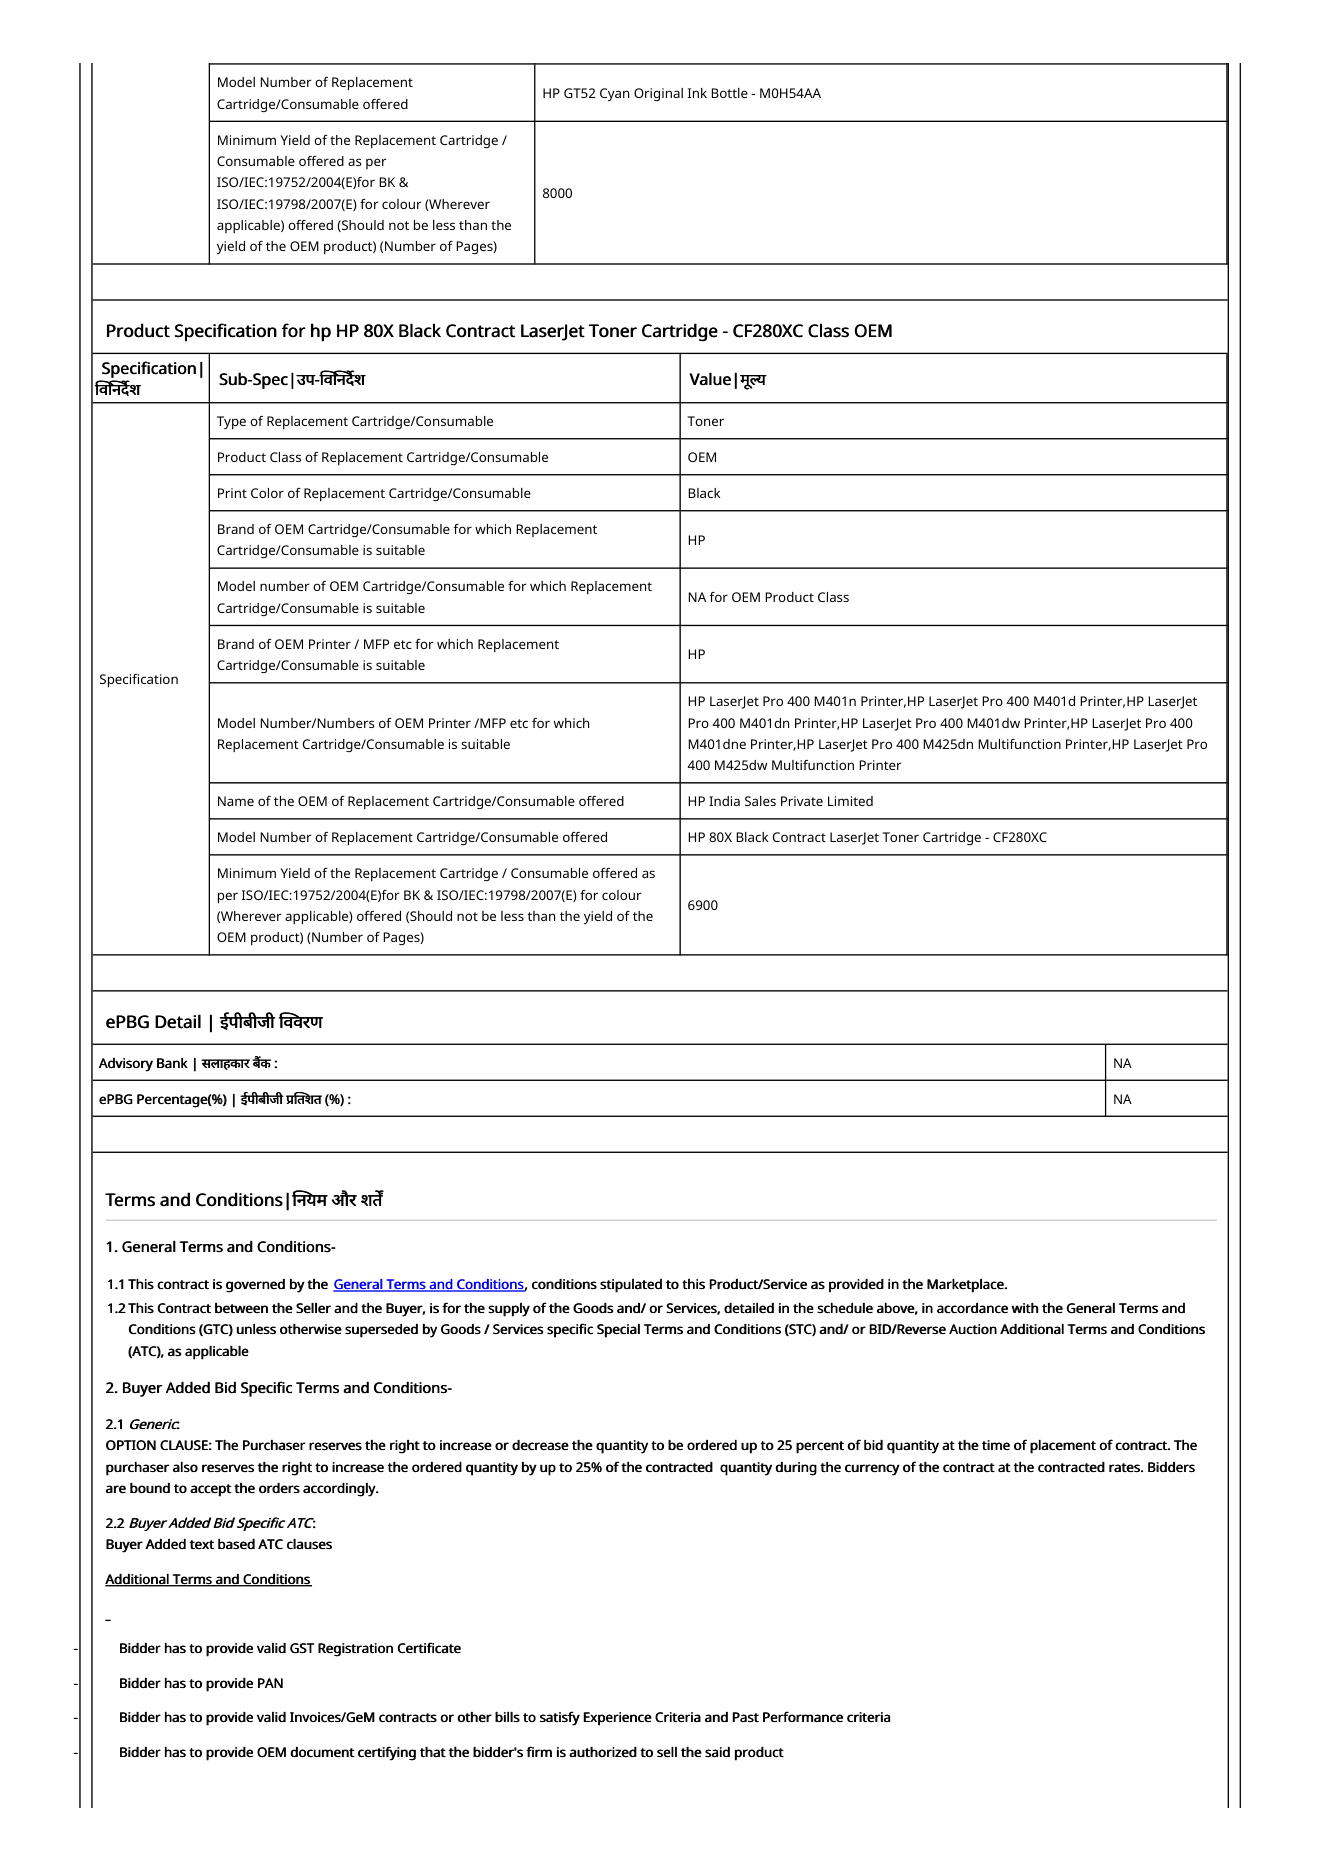 Model Number of Replacement
Cartridge/Consumable offered
HP GT52 Cyan Original Ink Bottle - M0H54AA
Minimum Yield of the Replacement Cartridge /
Consumable offered as per
ISO/IEC:19752/2004(E)for BK &
ISO/IEC:19798/2007(E) for colour (Wherever
applicable) offered (Should not be less than the
yield of the OEM product) (Number of Pages)
8000
Product Specification for hp HP 80X Black Contract LaserJet Toner Cartridge - CF280XC Class OEM
Specification|
विनिर्देश
Sub-Spec|उप-विनिर्देश
Value|मूल्य
Specification
Type of Replacement Cartridge/Consumable
Toner
Product Class of Replacement Cartridge/Consumable
OEM
Print Color of Replacement Cartridge/Consumable
Black
Brand of OEM Cartridge/Consumable for which Replacement
Cartridge/Consumable is suitable
HP
Model number of OEM Cartridge/Consumable for which Replacement
Cartridge/Consumable is suitable
NA for OEM Product Class
Brand of OEM Printer / MFP etc for which Replacement
Cartridge/Consumable is suitable
HP
Model Number/Numbers of OEM Printer /MFP etc for which
Replacement Cartridge/Consumable is suitable
HP LaserJet Pro 400 M401n Printer,HP LaserJet Pro 400 M401d Printer,HP LaserJet
Pro 400 M401dn Printer,HP LaserJet Pro 400 M401dw Printer,HP LaserJet Pro 400
M401dne Printer,HP LaserJet Pro 400 M425dn Multifunction Printer,HP LaserJet Pro
400 M425dw Multifunction Printer
Name of the OEM of Replacement Cartridge/Consumable offered
HP India Sales Private Limited
Model Number of Replacement Cartridge/Consumable offered
HP 80X Black Contract LaserJet Toner Cartridge - CF280XC
Minimum Yield of the Replacement Cartridge / Consumable offered as
per ISO/IEC:19752/2004(E)for BK & ISO/IEC:19798/2007(E) for colour
(Wherever applicable) offered (Should not be less than the yield of the
OEM product) (Number of Pages)
6900
ePBG Detail | ईपीबीजी विवरण
Advisory Bank | सलाहकार बैंक :
NA
ePBG Percentage(%) | ईपीबीजी प्रतिशत (%) :
NA
Terms and Conditions|नियम और शर्तें
1. General Terms and Conditions-
1.1 This contract is governed by the General Terms and Conditions, conditions stipulated to this Product/Service as provided in the Marketplace.
1.2 This Contract between the Seller and the Buyer, is for the supply of the Goods and/ or Services, detailed in the schedule above, in accordance with the General Terms and
Conditions (GTC) unless otherwise superseded by Goods / Services specific Special Terms and Conditions (STC) and/ or BID/Reverse Auction Additional Terms and Conditions
(ATC), as applicable
2. Buyer Added Bid Specific Terms and Conditions-
2.1 Generic:
OPTION CLAUSE: The Purchaser reserves the right to increase or decrease the quantity to be ordered up to 25 percent of bid quantity at the time of placement of contract. The
purchaser also reserves the right to increase the ordered quantity by up to 25% of the contracted quantity during the currency of the contract at the contracted rates. Bidders
are bound to accept the orders accordingly.
2.2 Buyer Added Bid Specific ATC:
Buyer Added text based ATC clauses
Additional Terms and Conditions
- Bidder has to provide valid GST Registration Certificate
- Bidder has to provide PAN
- Bidder has to provide valid Invoices/GeM contracts or other bills to satisfy Experience Criteria and Past Performance criteria
- Bidder has to provide OEM document certifying that the bidder's firm is authorized to sell the said product